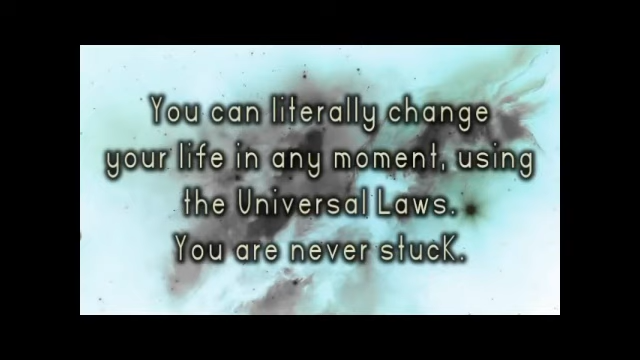 You can literally change
your life in any moment, using
the Universal Laws.
You are never stucK.